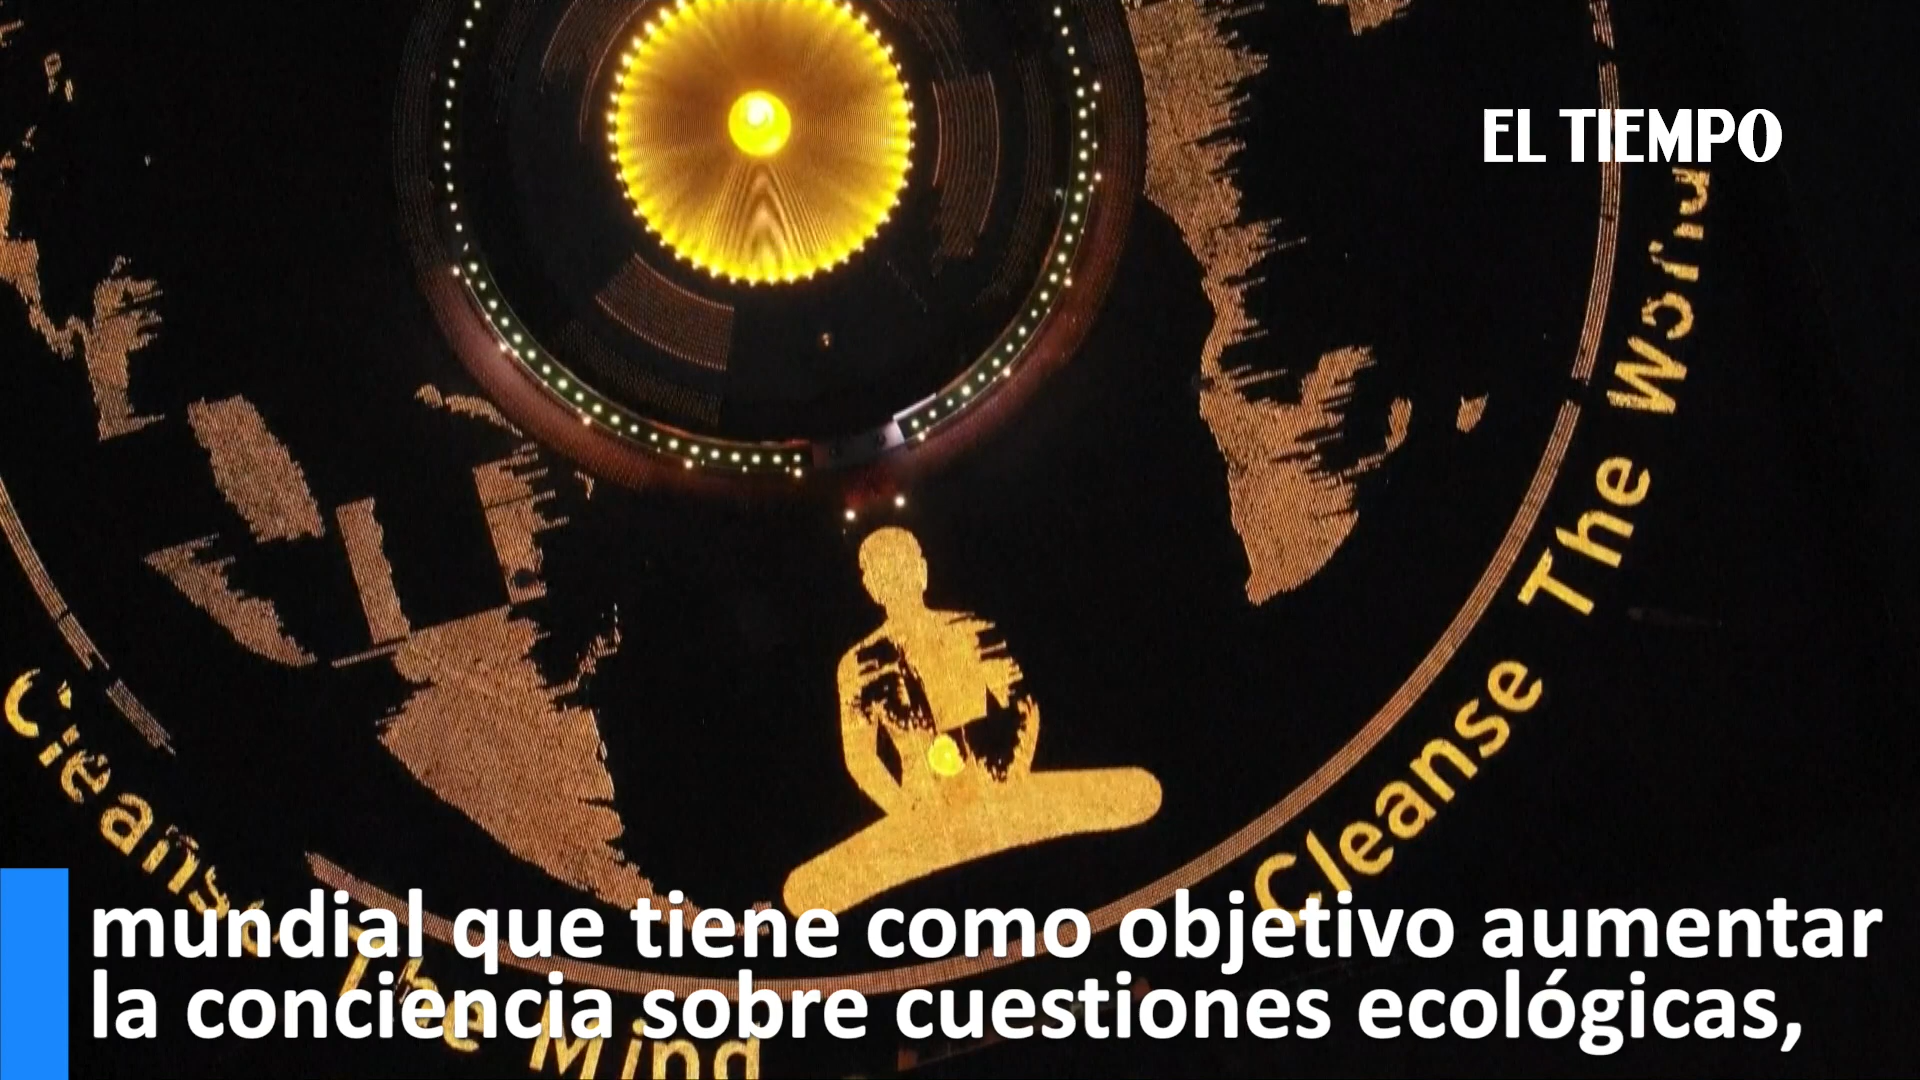 EL TIEMPO
Cleanse The World
Cleanse The Mind
mundial que tiene como objetivo aumentar
la conciencia sobre cuestiones ecológicas,